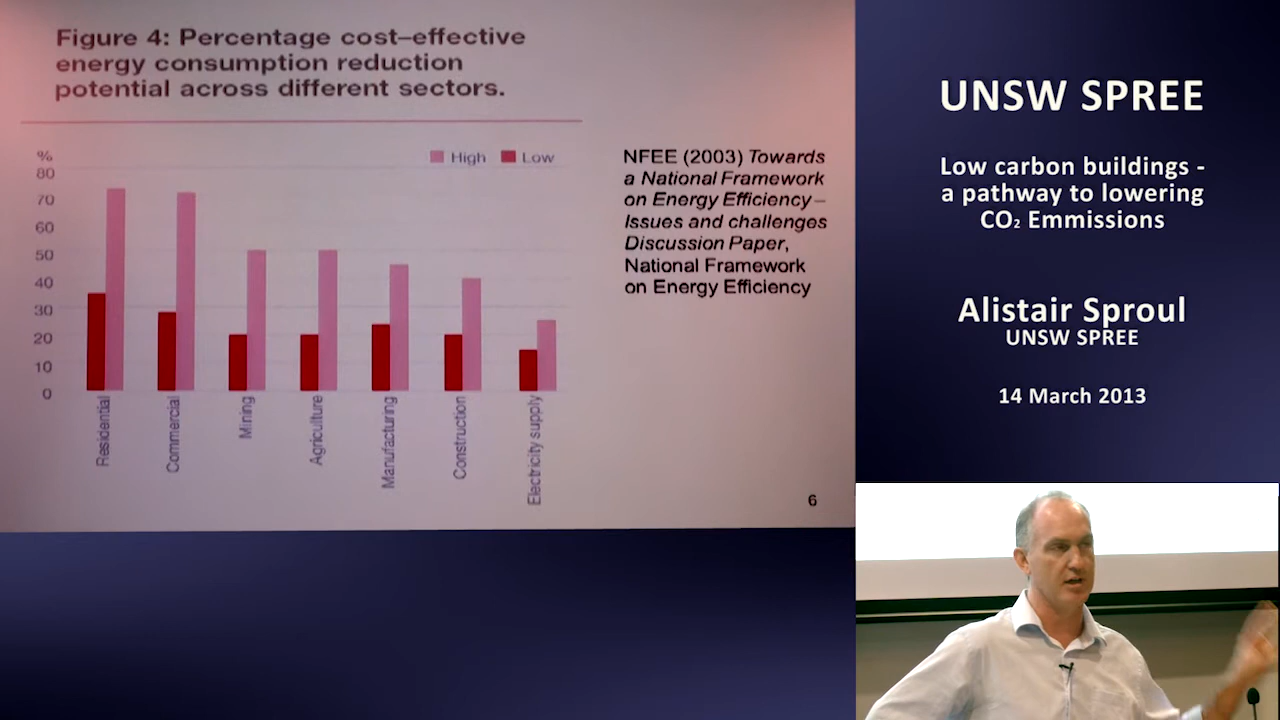 Figure 4: Percentage cost–effective
energy consumption reduction
potential across different sectors.
%
High
Low
80
70
60
50
40
30
20
10
0
Residential
Commercial
Mining
Agriculture
Manufacturing
Construction
Electricity supply
NFEE (2003) Towards
a National Framework
on Energy Efficiency–
Issues and challenges
Discussion Paper,
National Framework
on Energy Efficiency
6
UNSW SPREE
Low carbon buildings -
a pathway to lowering
CO₂ Emmissions
Alistair Sproul
UNSW SPREE
14 March 2013